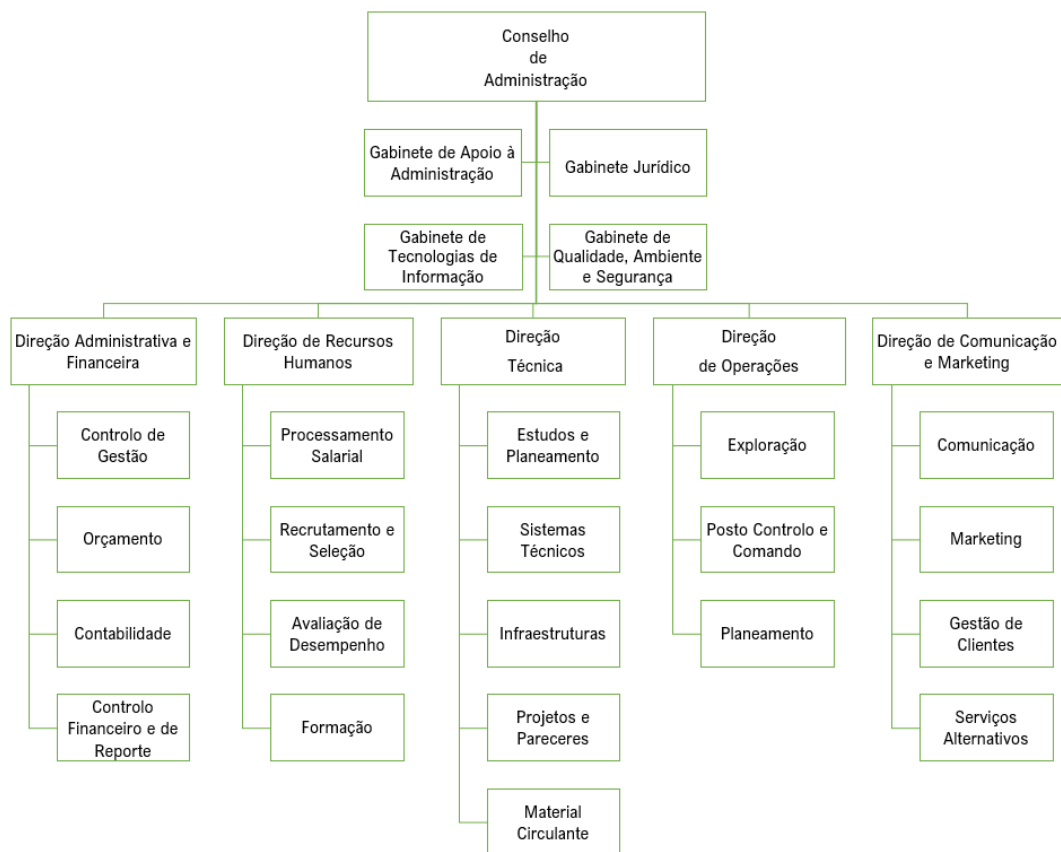 Conselho
de
Administração
Gabinete de Apoio à
Administração
Gabinete Jurídico
Gabinete de
Tecnologias de
Informação
Gabinete de
Qualidade, Ambiente
e Segurança
Direção Administrativa e
Financeira
Direção de Recursos
Humanos
Direção
Técnica
Direção
de Operações
Direção de Comunicação
e Marketing
Controlo de
Gestão
Orçamento
Contabilidade
Controlo
Financeiro e de
Reporte
Processamento
Salarial
Recrutamento e
Seleção
Avaliação de
Desempenho
Formação
Estudos e
Planeamento
Sistemas
Técnicos
Infraestruturas
Projetos e
Pareceres
Material
Circulante
Exploração
Posto Controlo e
Comando
Planeamento
Comunicação
Marketing
Gestão de
Clientes
Serviços
Alternativos